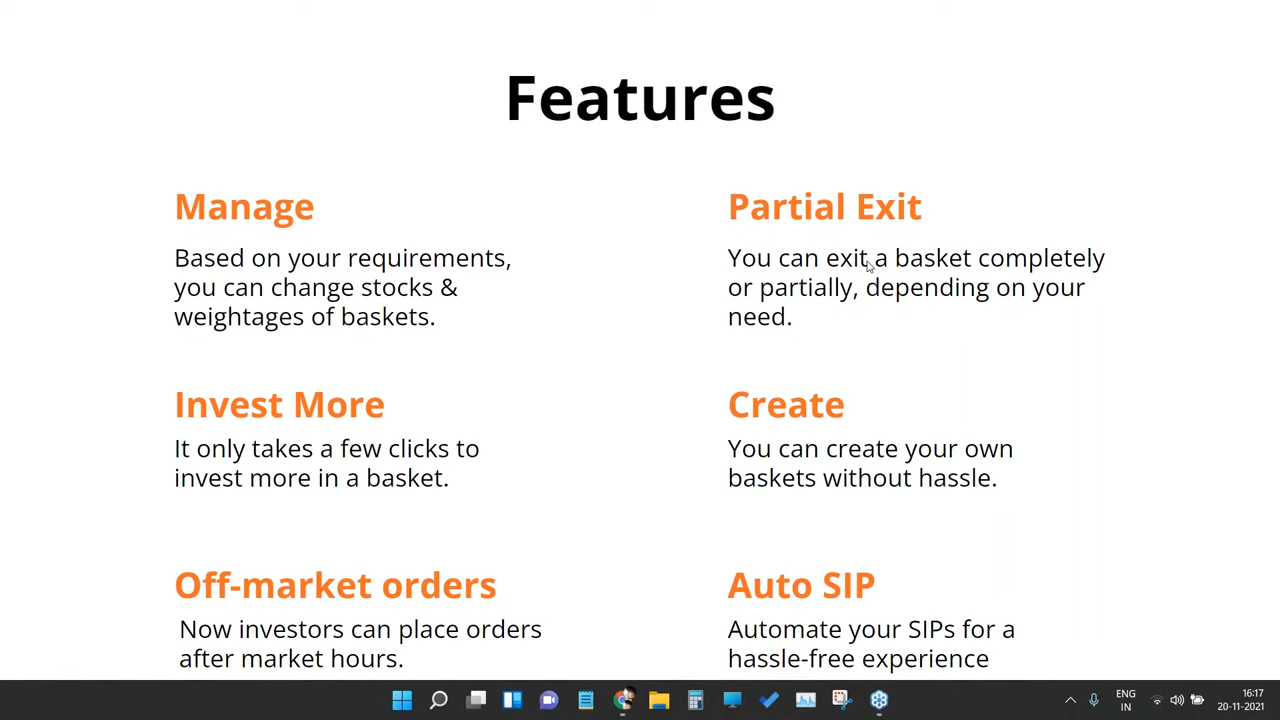 Features
Manage
Based on your requirements,
you can change stocks &
weightages of baskets.
Partial Exit
You can exit a basket completely
or partially, depending on your
need.
Invest More
It only takes a few clicks to
invest more in a basket.
Create
You can create your own
baskets without hassle.
Off-market orders
Now investors can place orders
after market hours.
Auto SIP
Automate your SIPs for a
hassle-free experience
ENG
IN
16:17
20-11-2021